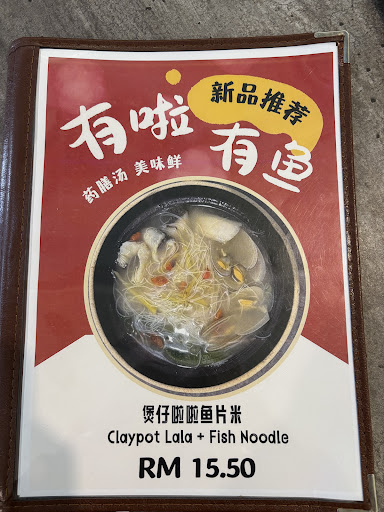 新品推荐
有啦
有鱼
药膳汤 美味鲜
煲仔啦啦鱼片米
Claypot Lala + Fish Noodle
RM 15.50